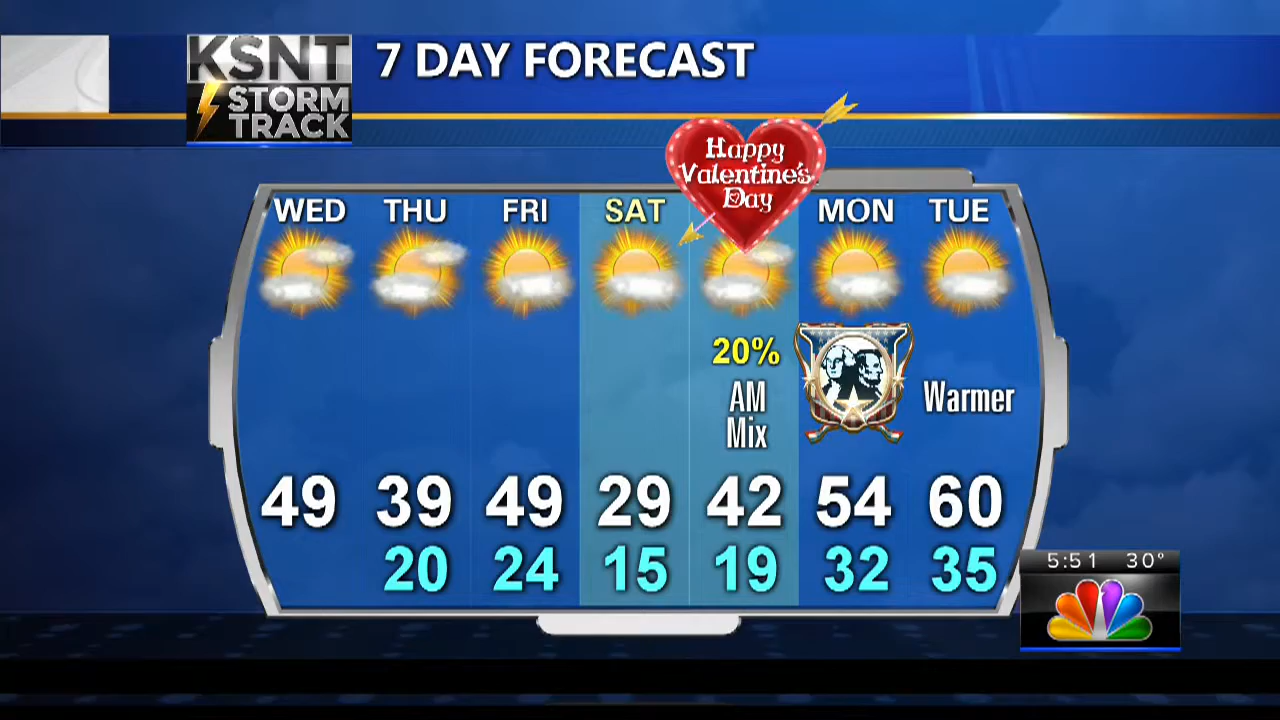 KSNT
STORM
TRACK
7 DAY FORECAST
Happy
Valentine's
Day
WED THU FRI SAT MON TUE
20%
AM
Mix
Warmer
49 39 49 29 42 54 60
20 24 15 19 32 35
5:51 30°